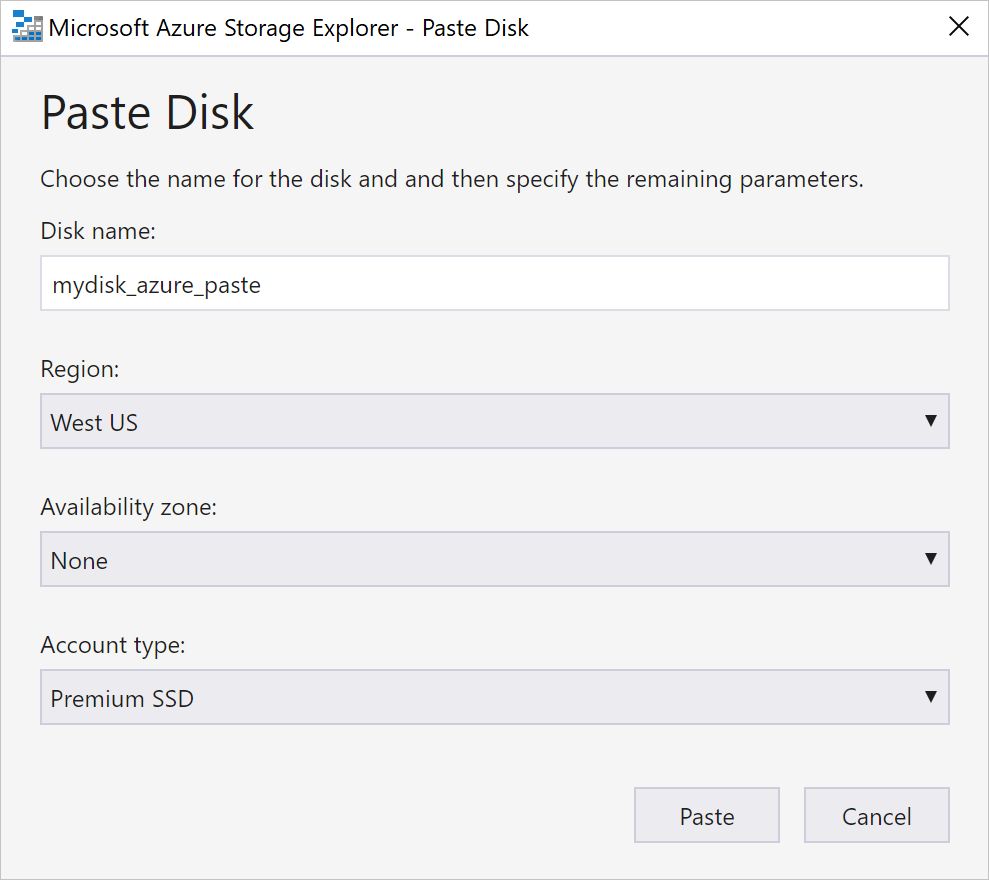 Microsoft Azure Storage Explorer - Paste Disk
Paste Disk
Choose the name for the disk and and then specify the remaining parameters.
Disk name:
mydisk_azure_paste
Region:
West US
Availability zone:
None
Account type:
Premium SSD
Paste
Cancel